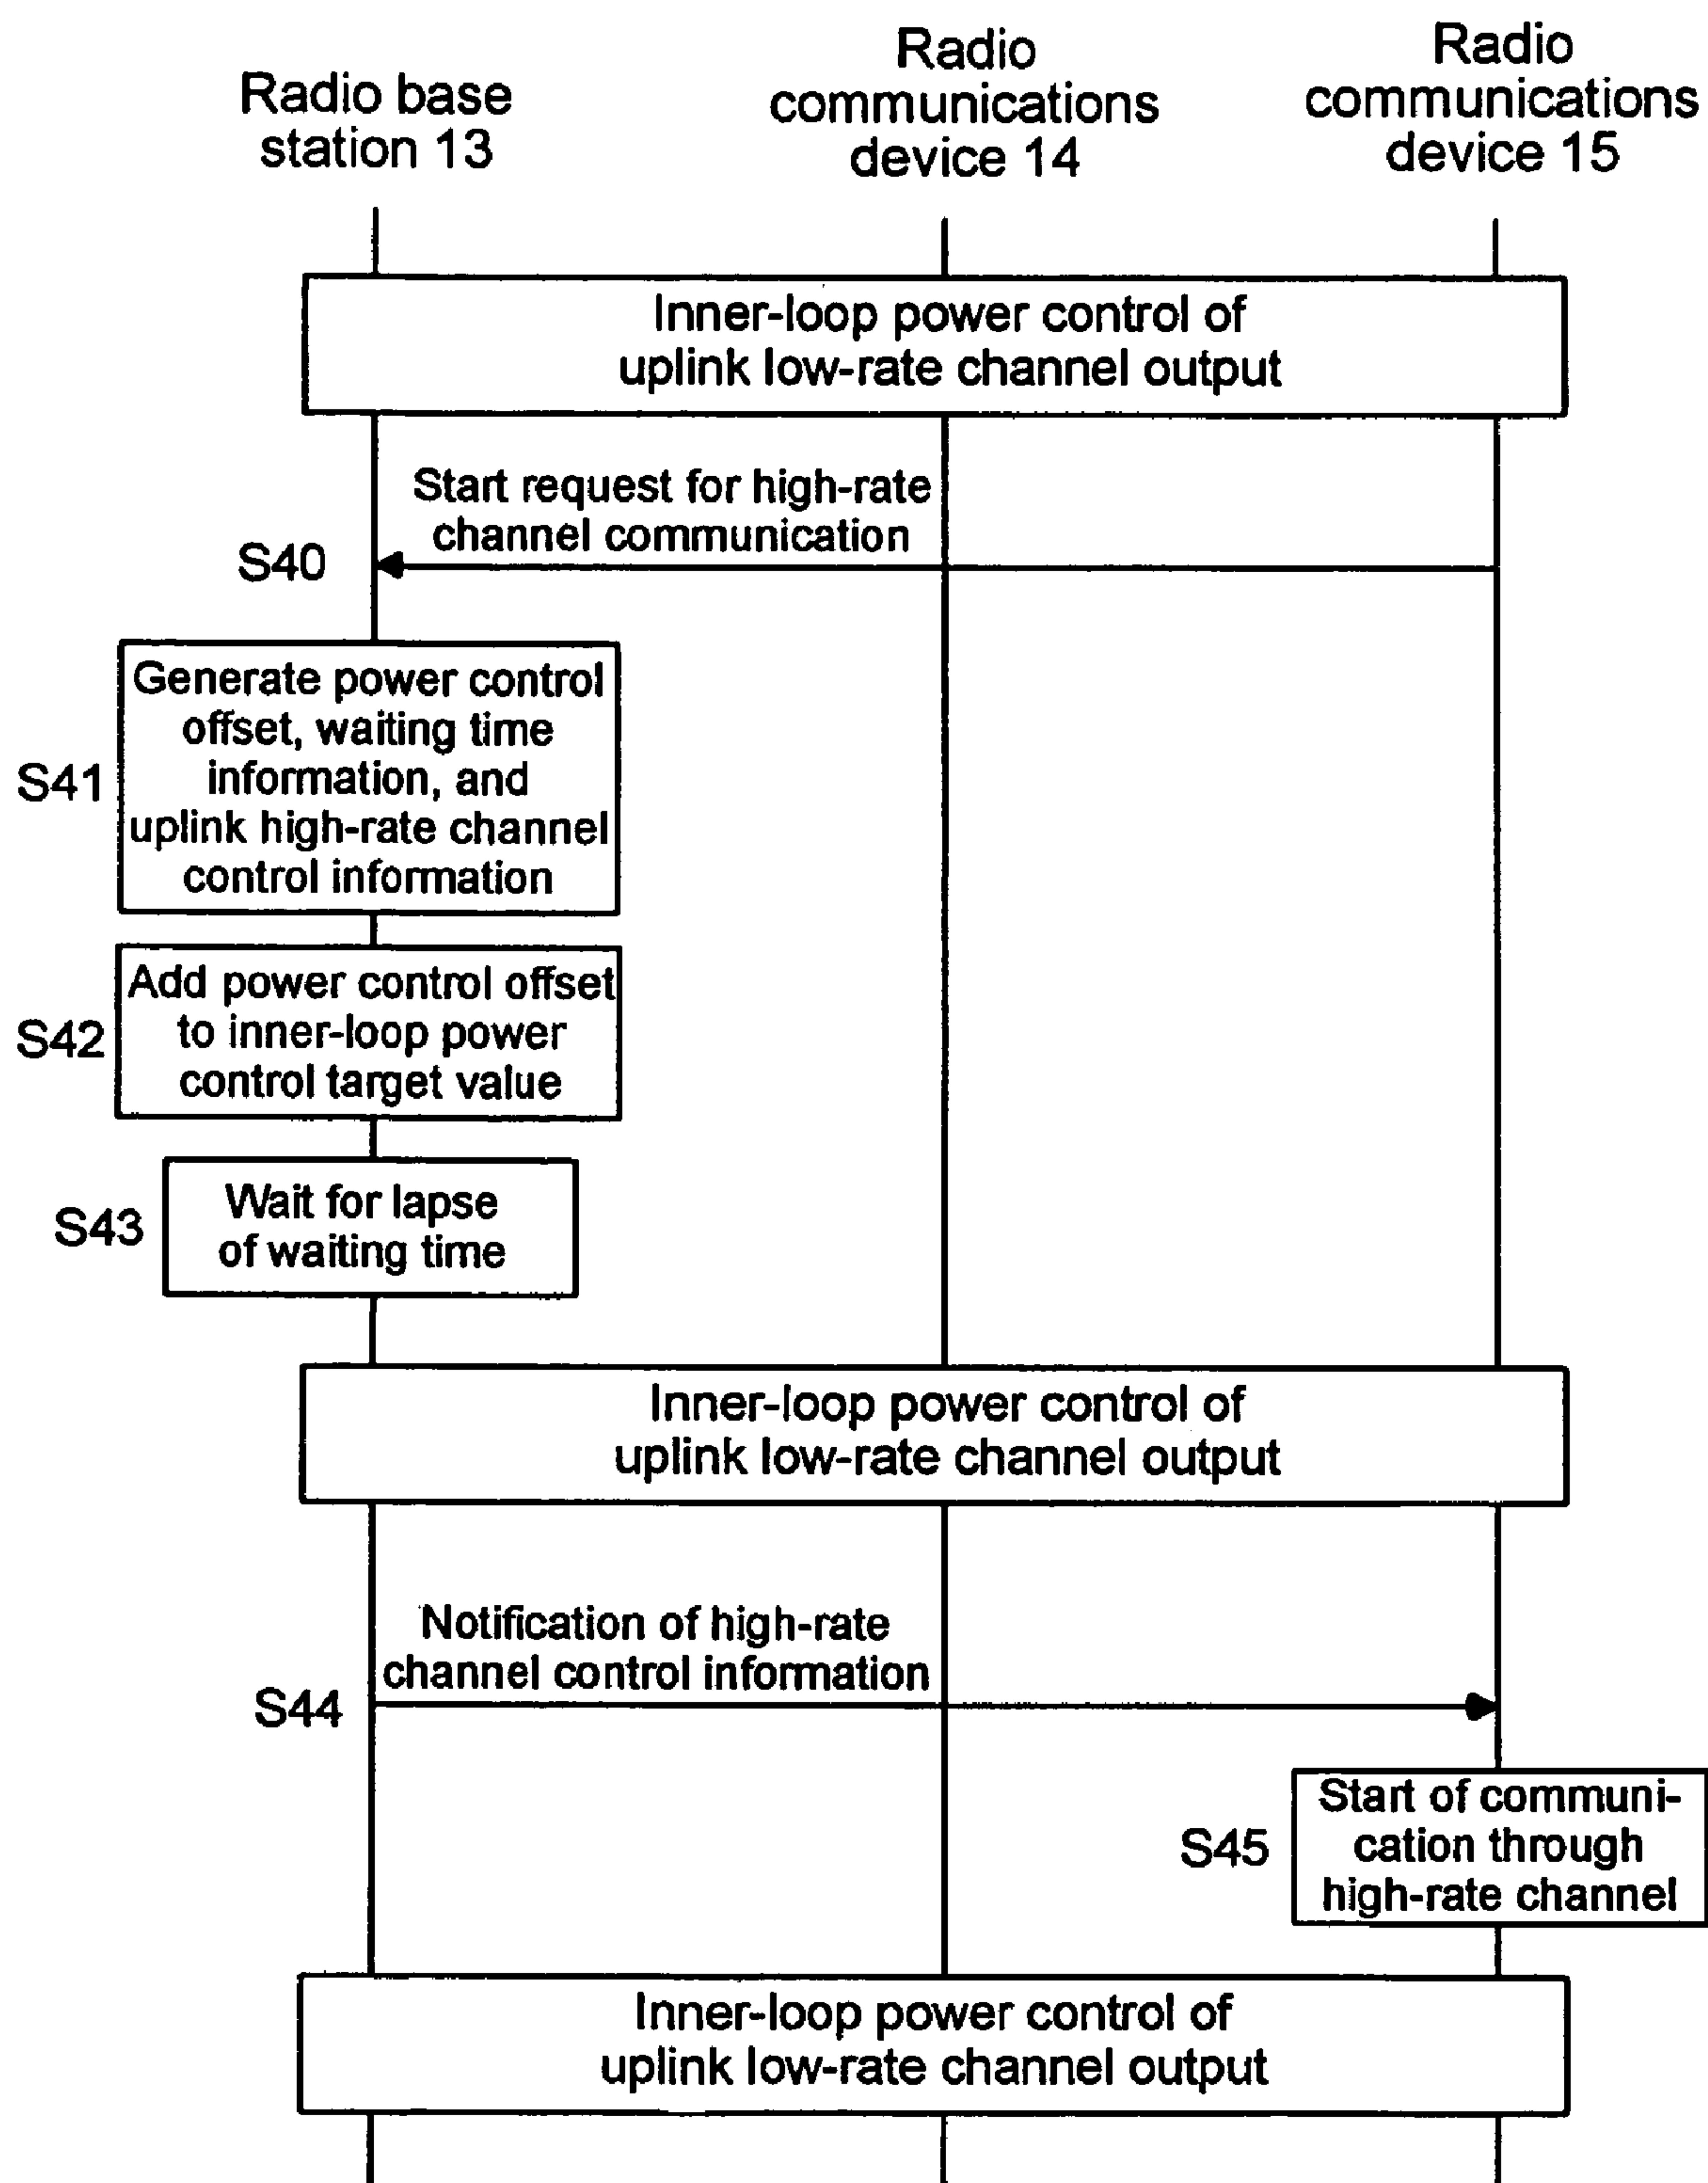 Radio base
station 13
Radio
communications
device 14
Radio
communications
device 15
Inner-loop power control of
uplink low-rate channel output
Start request for high-rate
channel communication
S40
Generate power control
offset, waiting time
information, and
uplink high-rate channel
control information
S41
Add power control offset
to inner-loop power
control target value
S42
Wait for lapse
of waiting time
S43
Inner-loop power control of
uplink low-rate channel output
Notification of high-rate
channel control information
S44
Start of communi-
cation through
high-rate channel
S45
Inner-loop power control of
uplink low-rate channel output